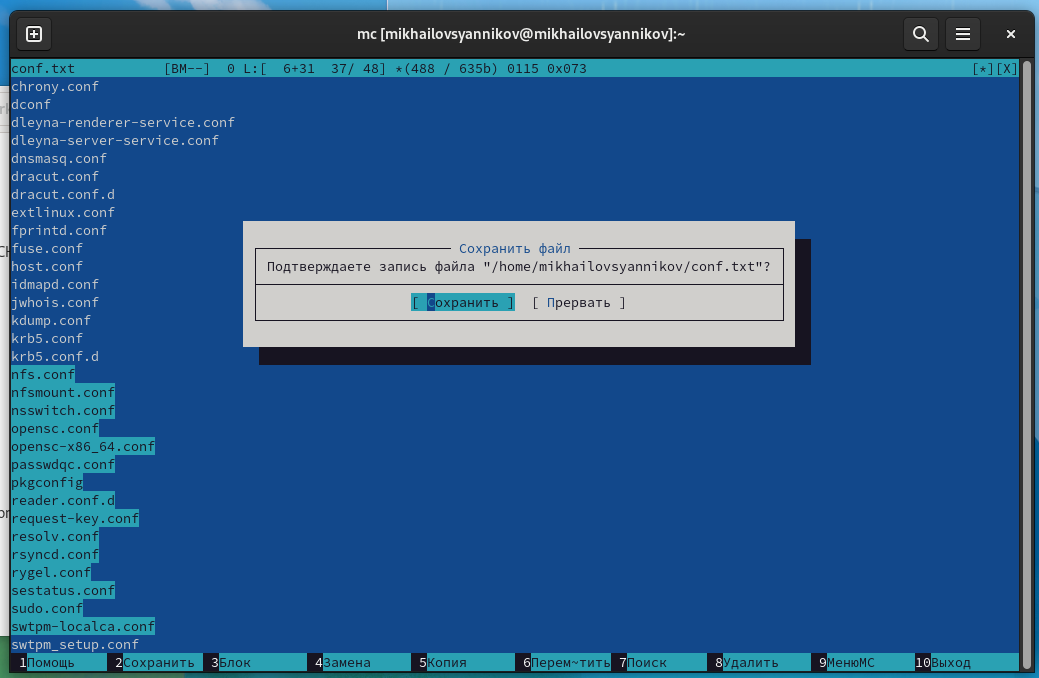 mc [mikhailovsyannikov@mikhailovsyannikov]:~
conf.txt [BM--] 0 L:[ 6+31 37/ 48] *(488 / 635b) 0115 0x073 [*][X]
chrony.conf
dconf
dleyna-renderer-service.conf
dleyna-server-service.conf
dnsmasq.conf
dracut.conf
dracut.conf.d
extlinux.conf
fprintd.conf
fuse.conf
host.conf
idmapd.conf
jwhois.conf
kdump.conf
krb5.conf
krb5.conf.d
nfs.conf
nfsmount.conf
nsswitch.conf
opensc.conf
opensc-x86_64.conf
passwdqc.conf
pkgconfig
reader.conf.d
request-key.conf
resolv.conf
rsyncd.conf
rygel.conf
sestatus.conf
sudo.conf
swtpm-localca.conf
swtpm_setup.conf
Сохранить файл
Подтверждаете запись файла "/home/mikhailovsyannikov/conf.txt"?
[ Сохранить ] [ Прервать ]
1Помощь 2Сохранить 3Блок 4Замена 5Копия 6Перем~тить 7Поиск 8Удалить 9МенюMC 10Выход